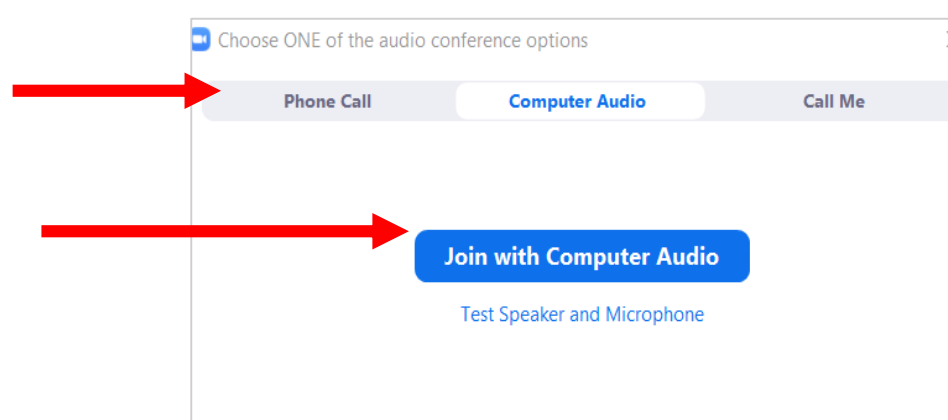 Choose ONE of the audio conference options
Phone Call Computer Audio Call Me
Join with Computer Audio
Test Speaker and Microphone